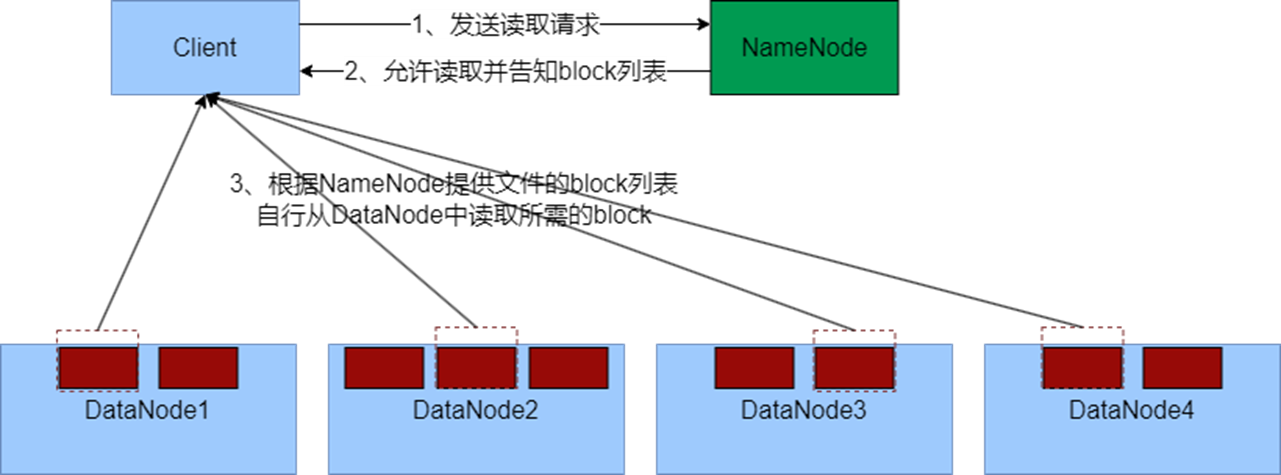 Client
1、发送读取请求
NameNode
2、允许读取并告知block列表
3、根据NameNode提供文件的block列表
自行从DataNode中读取所需的block
DataNode1
DataNode2
DataNode3
DataNode4